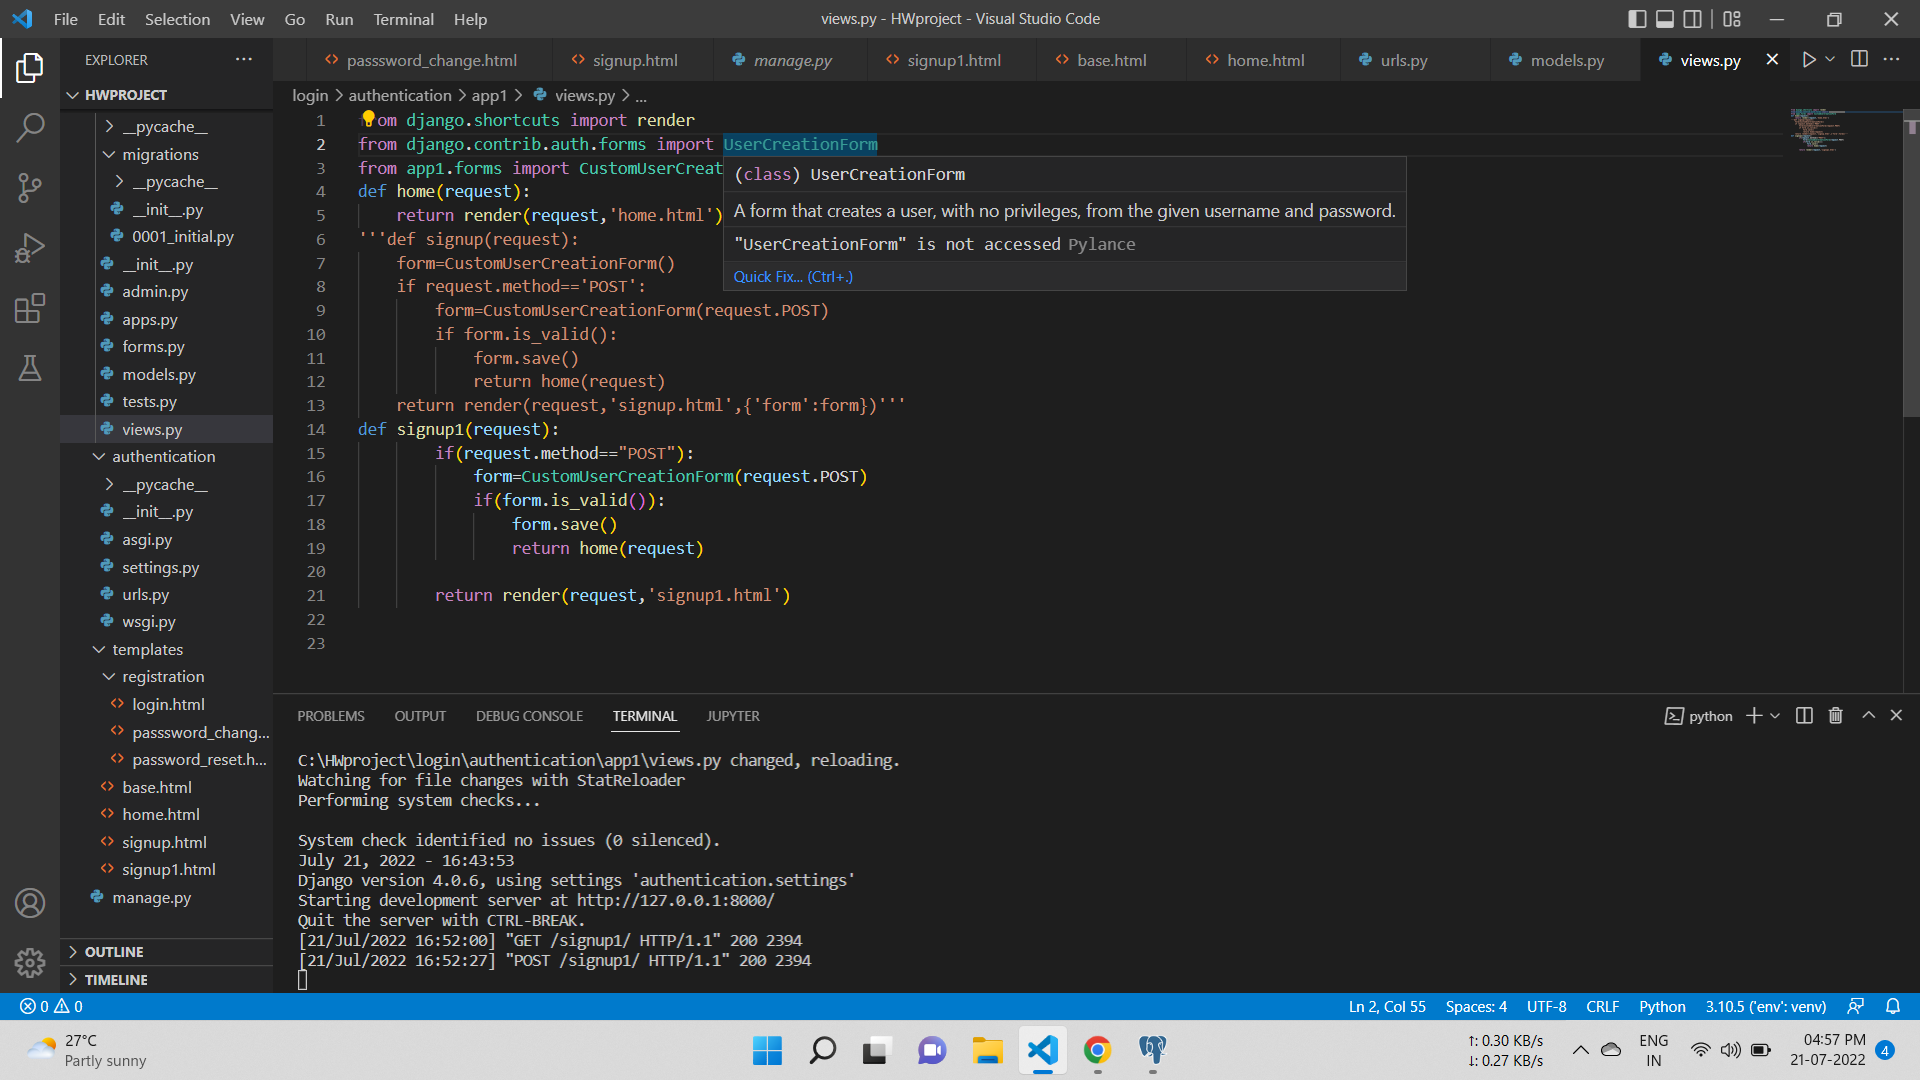 File Edit Selection View Go Run Terminal Help
views.py - HWproject - Visual Studio Code
EXPLORER
passsword_change.html signup.html manage.py signup1.html base.html home.html urls.py models.py views.py
HWPROJECT
login > authentication > app1 > views.py > ...
__pycache__
migrations
__pycache__
__init__.py
0001_initial.py
__init__.py
admin.py
apps.py
forms.py
models.py
tests.py
views.py
authentication
__pycache__
__init__.py
asgi.py
settings.py
urls.py
wsgi.py
templates
registration
login.html
passsword_chang...
password_reset.h...
base.html
home.html
signup.html
signup1.html
manage.py
OUTLINE
TIMELINE
1 om django.shortcuts import render
2 from django.contrib.auth.forms import UserCreationForm
3 from app1.forms import CustomUserCreat
4 def home(request):
5 return render(request,'home.html')
6 '''def signup(request):
7 form=CustomUserCreationForm()
8 if request.method=='POST':
9 form=CustomUserCreationForm(request.POST)
10 if form.is_valid():
11 form.save()
12 return home(request)
13 return render(request,'signup.html',{'form':form})'''
14 def signup1(request):
15 if(request.method=="POST"):
16 form=CustomUserCreationForm(request.POST)
17 if(form.is_valid()):
18 form.save()
19 return home(request)
20
21 return render(request,'signup1.html')
22
23
(class) UserCreationForm
A form that creates a user, with no privileges, from the given username and password.
"UserCreationForm" is not accessed Pylance
Quick Fix... (Ctrl+.)
PROBLEMS OUTPUT DEBUG CONSOLE TERMINAL JUPYTER
python
C:\HWproject\login\authentication\app1\views.py changed, reloading.
Watching for file changes with StatReloader
Performing system checks...
System check identified no issues (0 silenced).
July 21, 2022 - 16:43:53
Django version 4.0.6, using settings 'authentication.settings'
Starting development server at http://127.0.0.1:8000/
Quit the server with CTRL-BREAK.
[21/Jul/2022 16:52:00] "GET /signup1/ HTTP/1.1" 200 2394
[21/Jul/2022 16:52:27] "POST /signup1/ HTTP/1.1" 200 2394
0 0
Ln 2, Col 55 Spaces: 4 UTF-8 CRLF Python 3.10.5 ('env': venv)
27°C
Partly sunny
↑: 0.30 KB/s
↓: 0.27 KB/s
ENG
IN
04:57 PM
21-07-2022
4